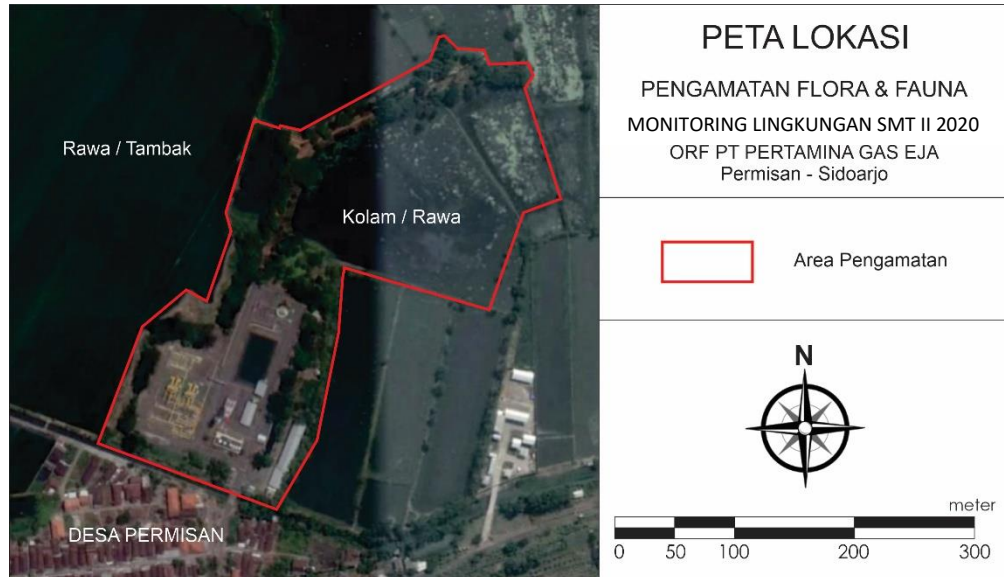 PETA LOKASI
PENGAMATAN FLORA & FAUNA
MONITORING LINGKUNGAN SMT II 2020
ORF PT PERTAMINA GAS EJA
Permisan - Sidoarjo
Area Pengamatan
N
meter
0 50 100 200 300
Rawa / Tambak
Kolam / Rawa
DESA PERMISAN